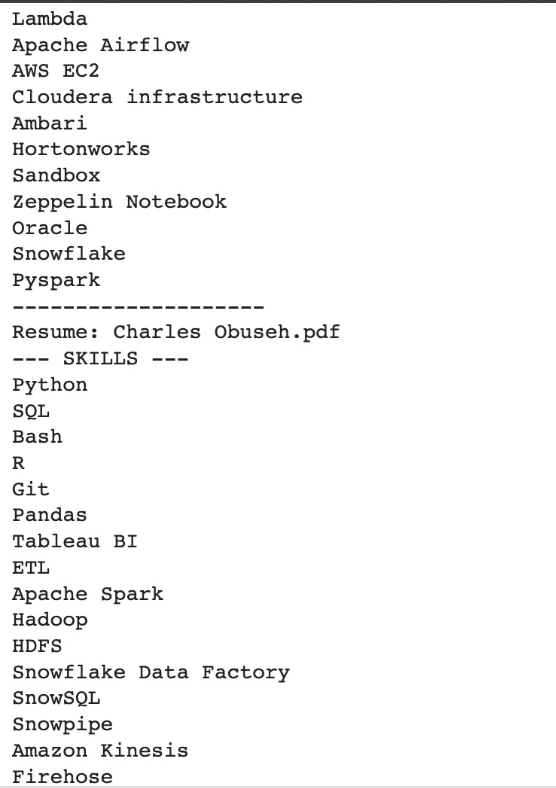 Lambda
Apache Airflow
AWS EC2
Cloudera infrastructure
Ambari
Hortonworks
Sandbox
Zeppelin Notebook
Oracle
Snowflake
Pyspark
--------------------
Resume: Charles Obuseh.pdf
--- SKILLS ---
Python
SQL
Bash
R
Git
Pandas
Tableau BI
ETL
Apache Spark
Hadoop
HDFS
Snowflake Data Factory
SnowSQL
Snowpipe
Amazon Kinesis
Firehose